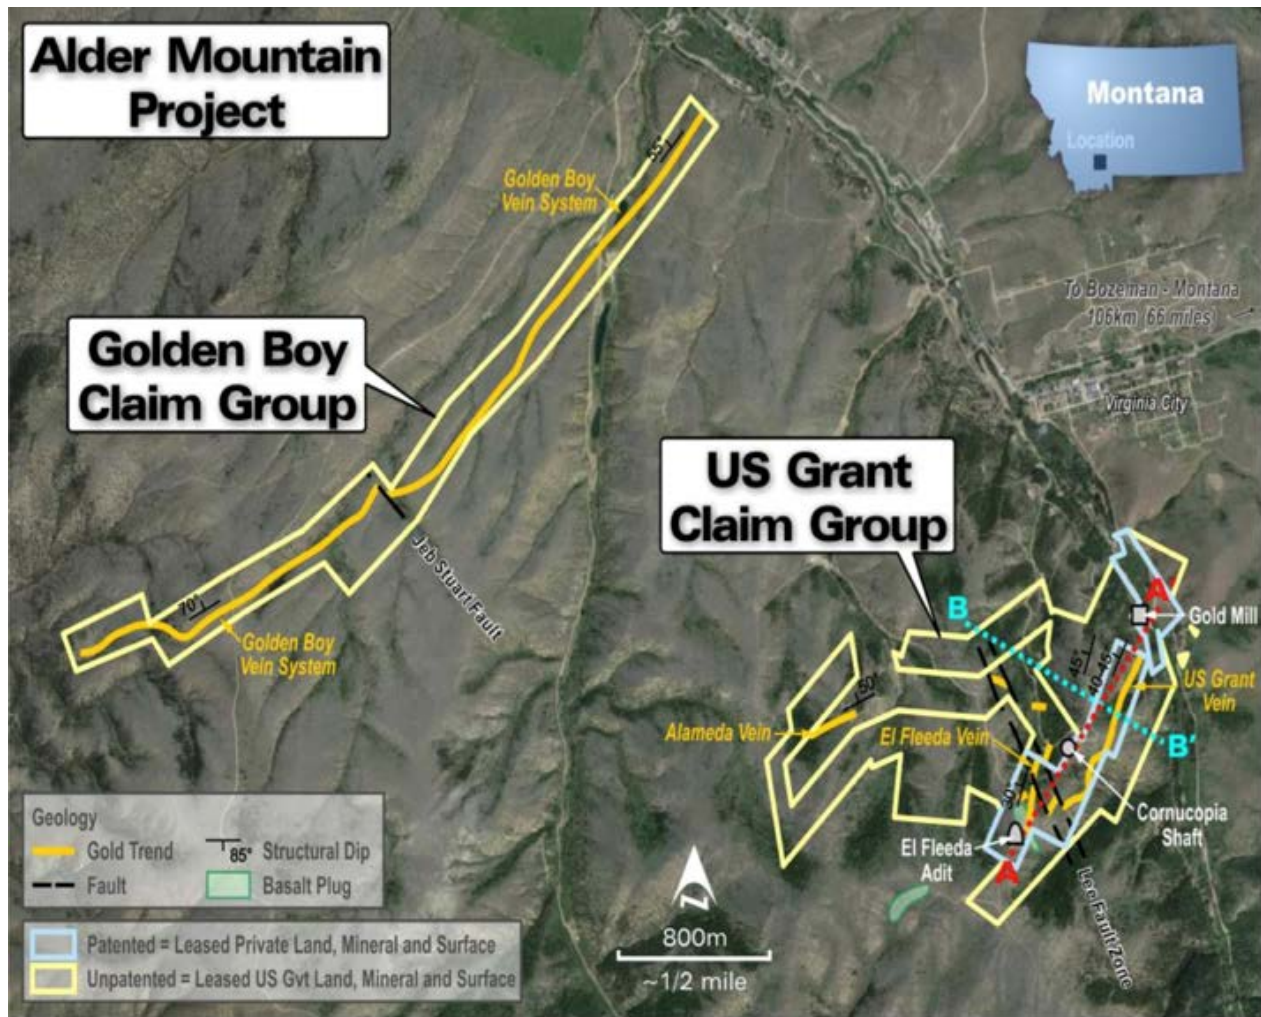 Alder Mountain
Project
Montana
Location
55°
Golden Boy
Vein System
To Bozeman - Montana
106km (66 miles)
Virginia City
Golden Boy
Claim Group
US Grant
Claim Group
Jeb Stuart Fault
70°
Golden Boy
Vein System
B
A'
Gold Mill
45°
40-45°
50°
US Grant
Vein
Alameda Vein
El Fleeda Vein
B'
30°
Cornucopia
Shaft
El Fleeda
Adit
A
Lee Fault Zone
Geology
Gold Trend
85°
Structural Dip
Fault
Basalt Plug
Patented = Leased Private Land, Mineral and Surface
Unpatented = Leased US Gvt Land, Mineral and Surface
N
800m
~1/2 mile